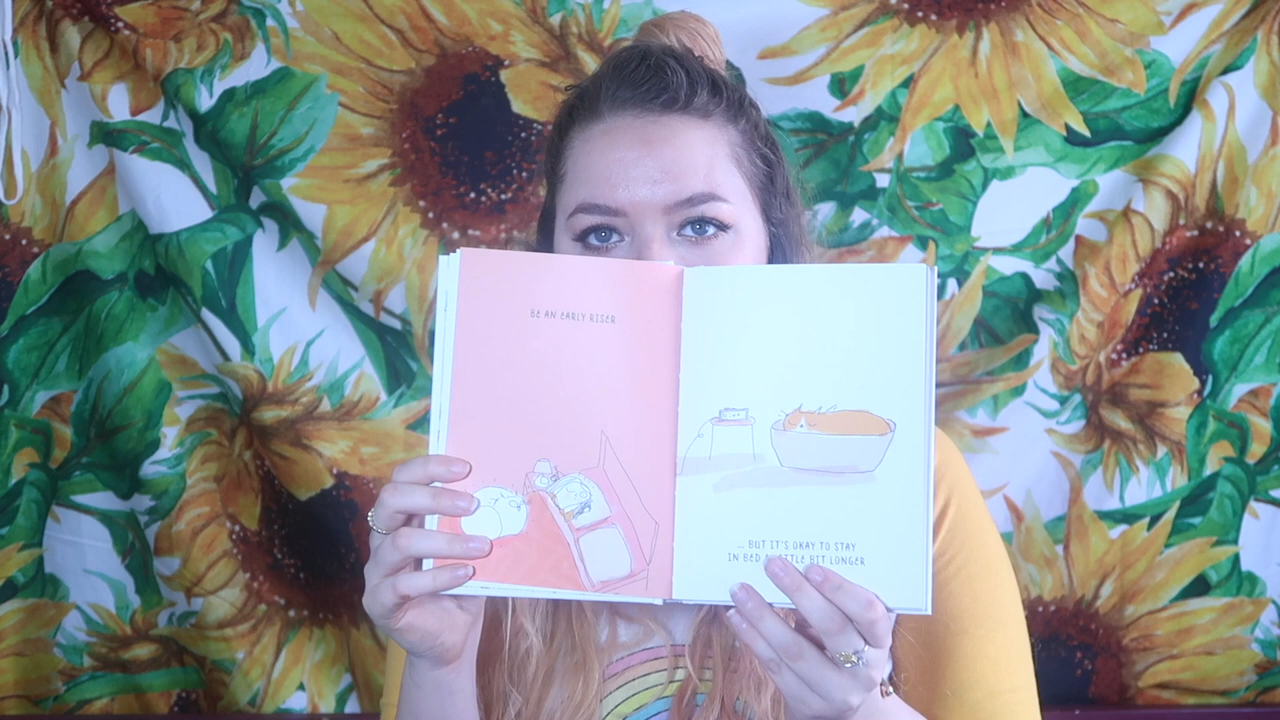 BE AN EARLY RISER
... BUT IT'S OKAY TO STAY
IN BED A LITTLE BIT LONGER